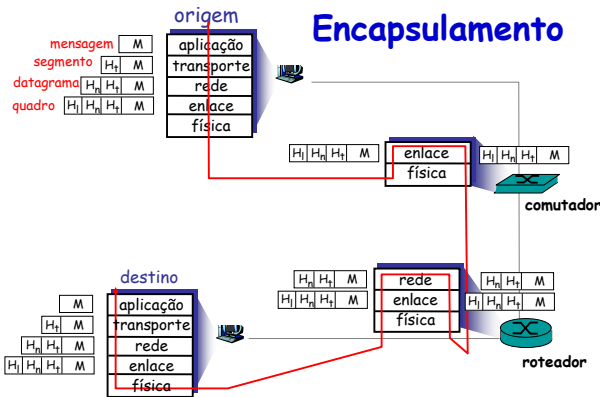 Encapsulamento
origem
mensagem M
segmento Ht M
datagrama Hn Ht M
quadro Hl Hn Ht M
aplicação
transporte
rede
enlace
física
Hl Hn Ht M
enlace
física
Hl Hn Ht M
comutador
destino
M
Ht M
Hn Ht M
Hl Hn Ht M
aplicação
transporte
rede
enlace
física
Hn Ht M
Hl Hn Ht M
rede
enlace
física
Hn Ht M
Hl Hn Ht M
roteador